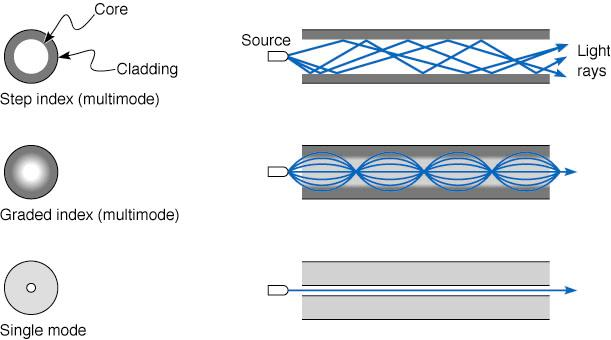 Core
Source
Light
rays
Cladding
Step index (multimode)
Graded index (multimode)
Single mode